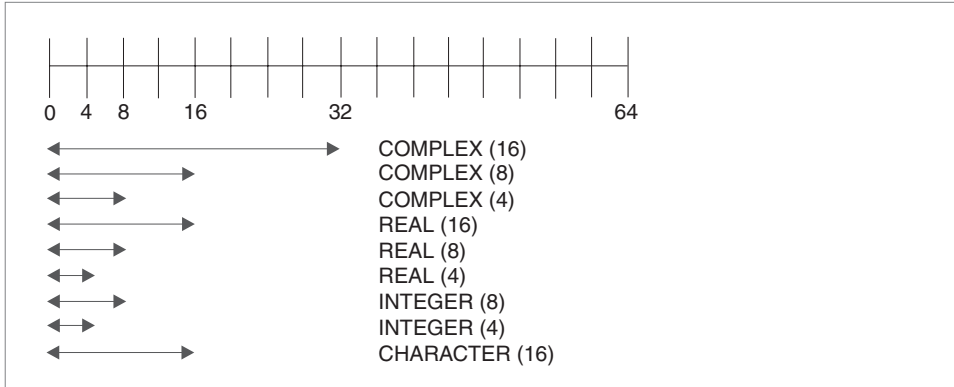 0 4 8 16 32 64
COMPLEX (16)
COMPLEX (8)
COMPLEX (4)
REAL (16)
REAL (8)
REAL (4)
INTEGER (8)
INTEGER (4)
CHARACTER (16)